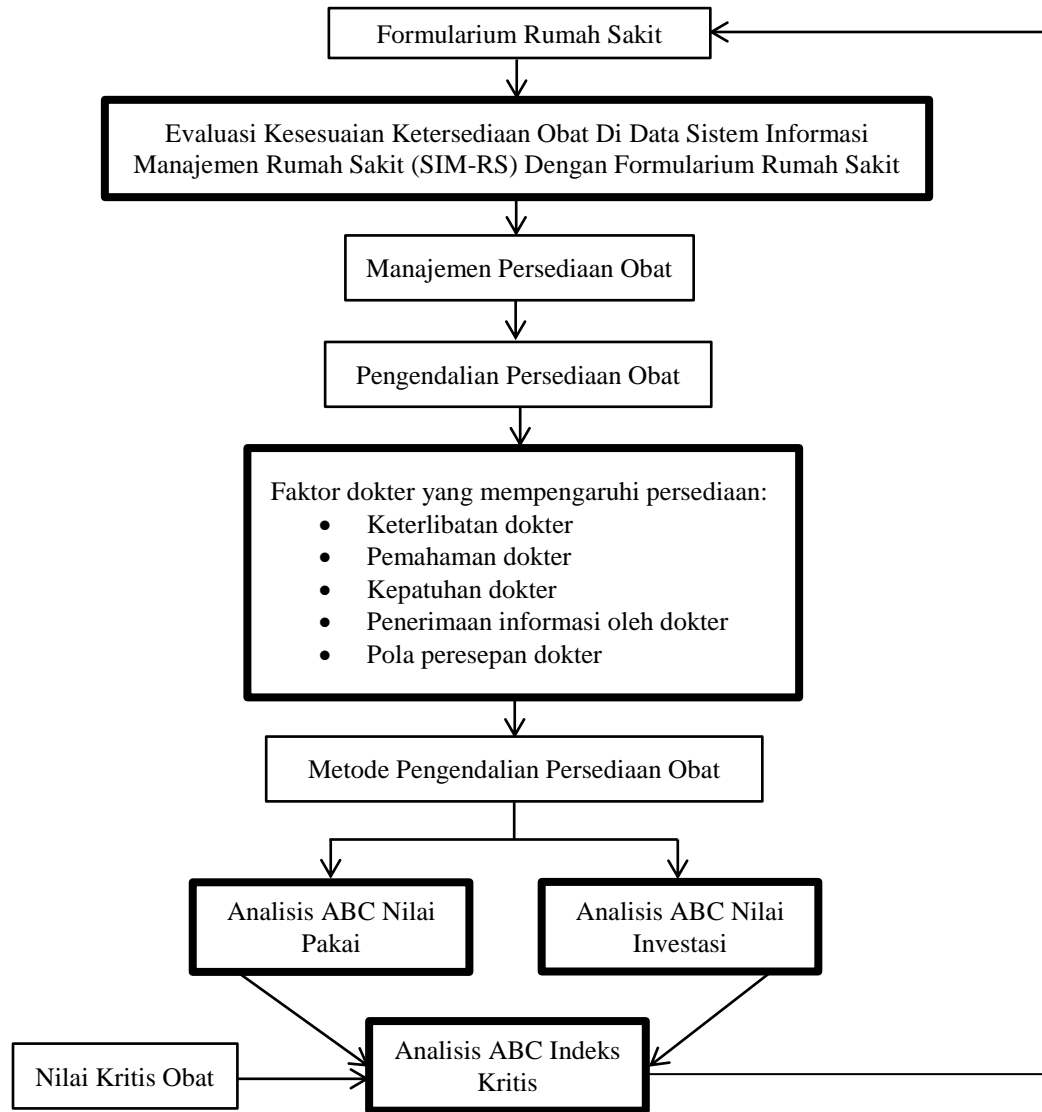 Formularium Rumah Sakit
Evaluasi Kesesuaian Ketersediaan Obat Di Data Sistem Informasi
Manajemen Rumah Sakit (SIM-RS) Dengan Formularium Rumah Sakit
Manajemen Persediaan Obat
Pengendalian Persediaan Obat
Faktor dokter yang mempengaruhi persediaan:
• Keterlibatan dokter
• Pemahaman dokter
• Kepatuhan dokter
• Penerimaan informasi oleh dokter
• Pola peresepan dokter
Metode Pengendalian Persediaan Obat
Analisis ABC Nilai
Pakai
Analisis ABC Nilai
Investasi
Nilai Kritis Obat
Analisis ABC Indeks
Kritis